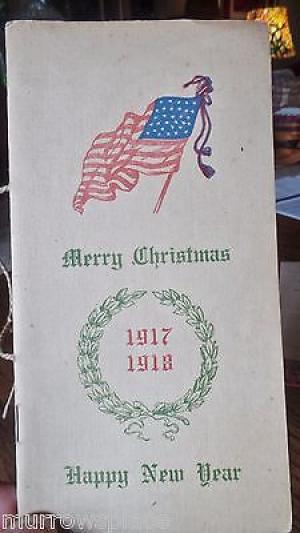 Merry Christmas
1917
1918
Happy New Year
murrowsplace